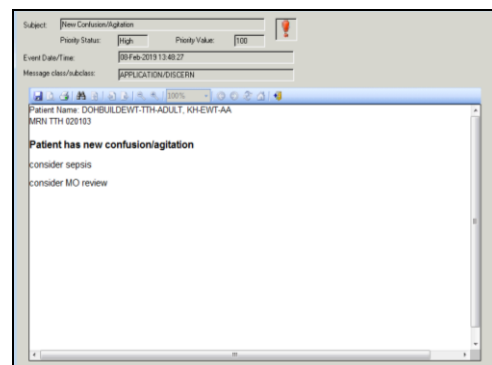 Subject: New Confusion/Agitation
Priority Status: High Priority Value: 100
Event Date/Time: 08-Feb-2019 13:48:27
Message class/subclass: APPLICATION/DISCERN
100%
Patient Name: DOHBUILDEWT-TTH-ADULT, KH-EWT-AA
MRN TTH 020103
Patient has new confusion/agitation
consider sepsis
consider MO review